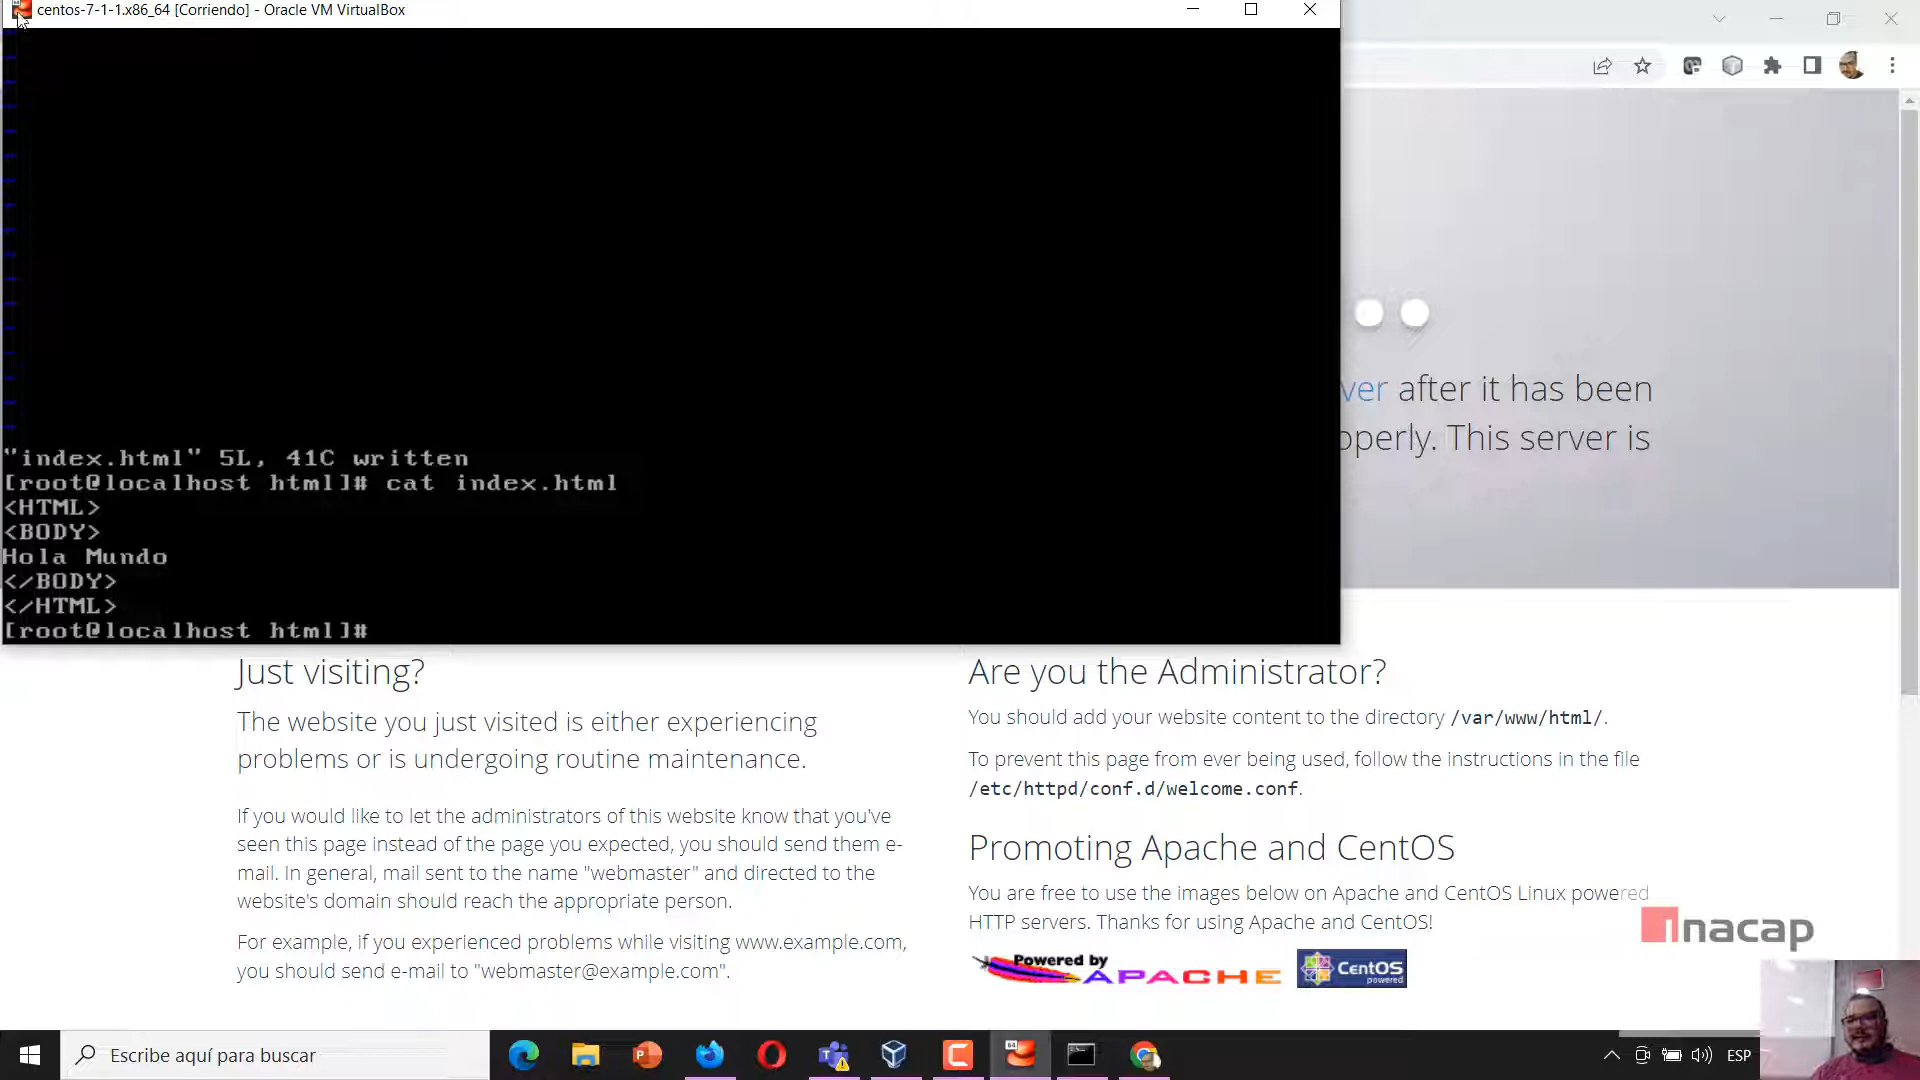 centos-7-1-1.x86_64 [Corriendo] - Oracle VM VirtualBox
"index.html" 5L, 41C written
[root@localhost html]# cat index.html
<HTML>
<BODY>
Hola Mundo
</BODY>
</HTML>
[root@localhost html]#
ver after it has been
operly. This server is
Just visiting?
The website you just visited is either experiencing
problems or is undergoing routine maintenance.
If you would like to let the administrators of this website know that you've
seen this page instead of the page you expected, you should send them e-
mail. In general, mail sent to the name "webmaster" and directed to the
website's domain should reach the appropriate person.
For example, if you experienced problems while visiting www.example.com,
you should send e-mail to "webmaster@example.com".
Are you the Administrator?
You should add your website content to the directory /var/www/html/.
To prevent this page from ever being used, follow the instructions in the file
/etc/httpd/conf.d/welcome.conf.
Promoting Apache and CentOS
You are free to use the images below on Apache and CentOS Linux powered
HTTP servers. Thanks for using Apache and CentOS!
Powered by
APACHE
CentOS
powered
inacap
Escribe aquí para buscar
64
ESP